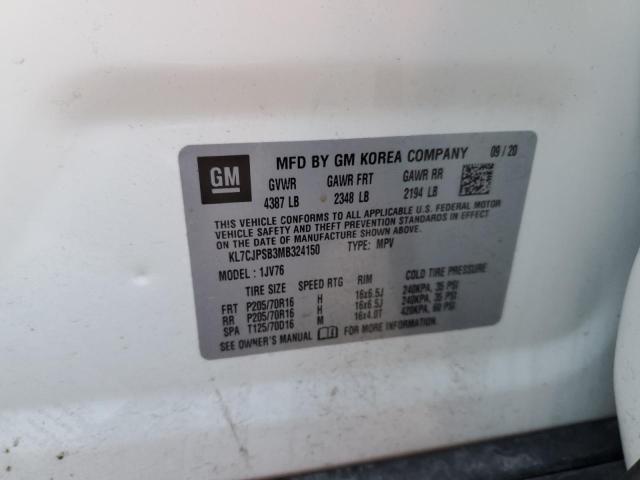 GM
MFD BY GM KOREA COMPANY 09 / 20
GVWR GAWR FRT GAWR RR
4387 LB 2348 LB 2194 LB
THIS VEHICLE CONFORMS TO ALL APPLICABLE U.S. FEDERAL MOTOR
VEHICLE SAFETY AND THEFT PREVENTION STANDARDS IN EFFECT
ON THE DATE OF MANUFACTURE SHOWN ABOVE.
KL7CJPSB3MB324150 TYPE: MPV
MODEL : 1JV76
TIRE SIZE SPEED RTG RIM COLD TIRE PRESSURE
FRT P205/70R16 H 16x6.5J 240KPA, 35 PSI
RR P205/70R16 H 16x6.5J 240KPA, 35 PSI
SPA T125/70D16 M 16x4.0T 420KPA, 60 PSI
SEE OWNER'S MANUAL FOR MORE INFORMATION.